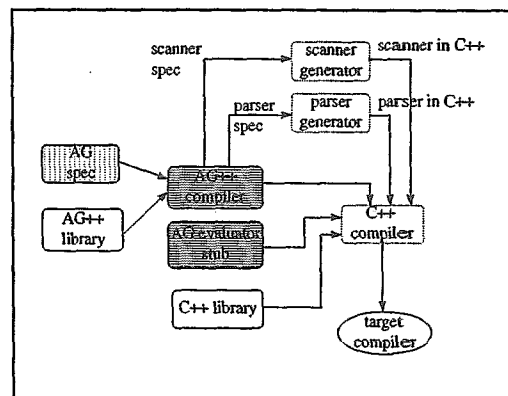 scanner
spec
scanner
generator
scanner in C++
parser
spec
parser
generator
parser in C++
AG
spec
AG++
compiler
AG++
library
AG evaluator
stub
C++
compiler
C++ library
target
compiler